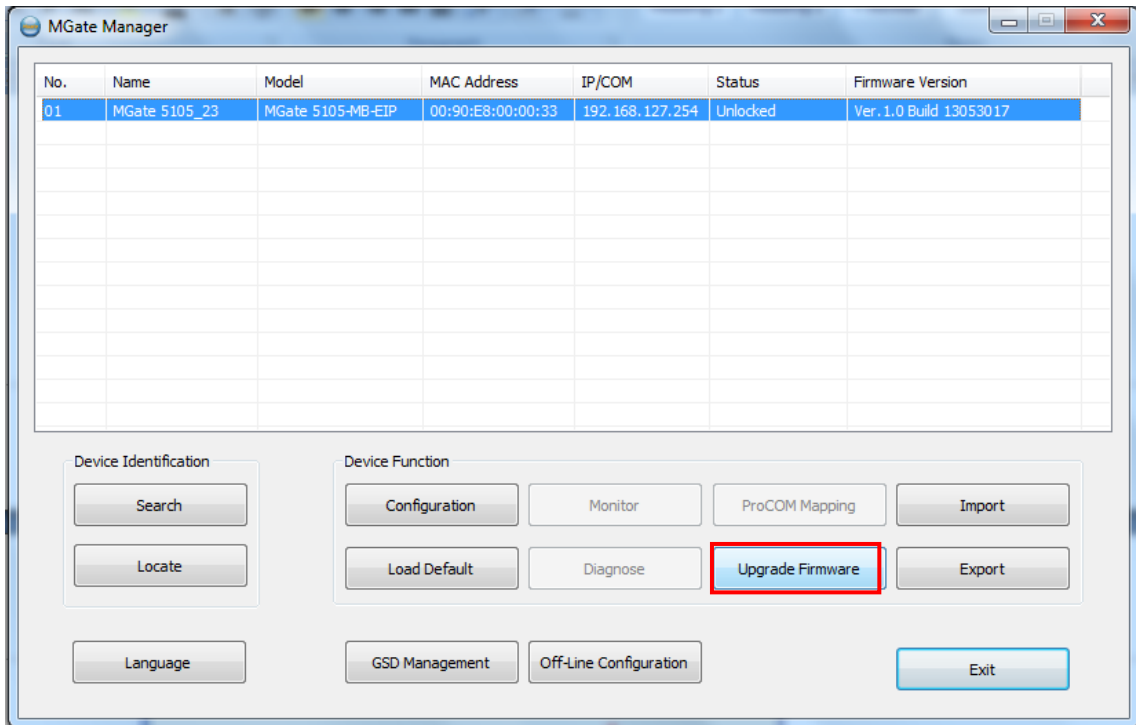 MGate Manager
No. Name Model MAC Address IP/COM Status Firmware Version
01 MGate 5105_23 MGate 5105-MB-EIP 00:90:E8:00:00:33 192.168.127.254 Unlocked Ver.1.0 Build 13053017
Device Identification Device Function
Search Configuration Monitor ProCOM Mapping Import
Locate Load Default Diagnose Upgrade Firmware Export
Language GSD Management Off-Line Configuration Exit